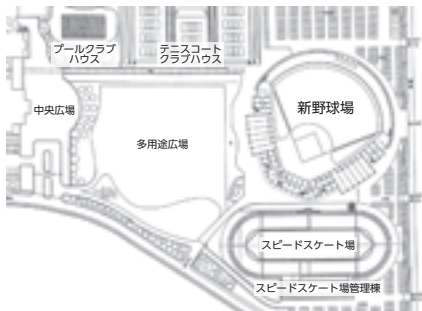 プールクラブ
ハウス
テニスコート
クラブハウス
中央広場
多用途広場
新野球場
スピードスケート場
スピードスケート場管理棟